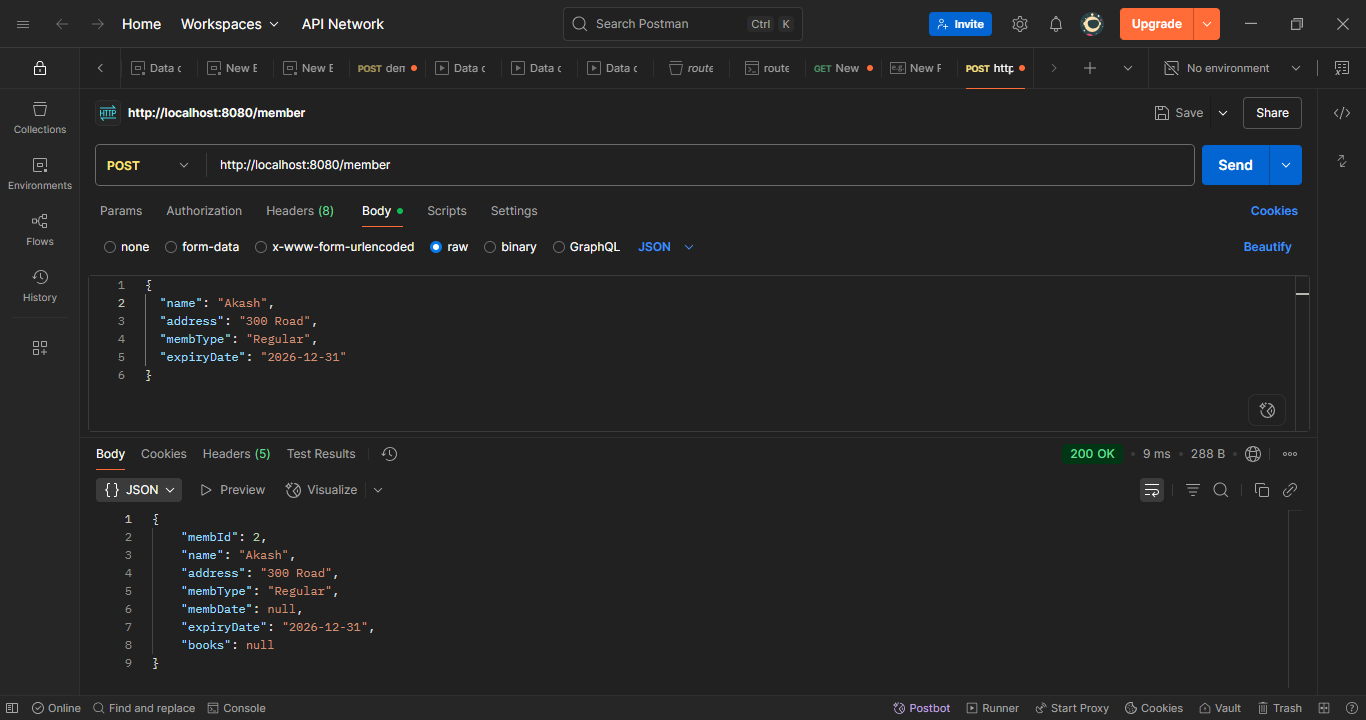 Home Workspaces API Network Search Postman Ctrl K Invite Upgrade
Data c New E New E POST den Data c Data c Data c route route GET New New F POST http No environment
http://localhost:8080/member Save Share
POST http://localhost:8080/member Send
Params Authorization Headers (8) Body Scripts Settings Cookies
none form-data x-www-form-urlencoded raw binary GraphQL JSON Beautify
Collections
Environments
Flows
History
1 {
2 "name": "Akash",
3 "address": "300 Road",
4 "membType": "Regular",
5 "expiryDate": "2026-12-31"
6 }
Body Cookies Headers (5) Test Results 200 OK • 9 ms • 288 B
{} JSON Preview Visualize
1 {
2 "membId": 2,
3 "name": "Akash",
4 "address": "300 Road",
5 "membType": "Regular",
6 "membDate": null,
7 "expiryDate": "2026-12-31",
8 "books": null
9 }
Online Find and replace Console Postbot Runner Start Proxy Cookies Vault Trash